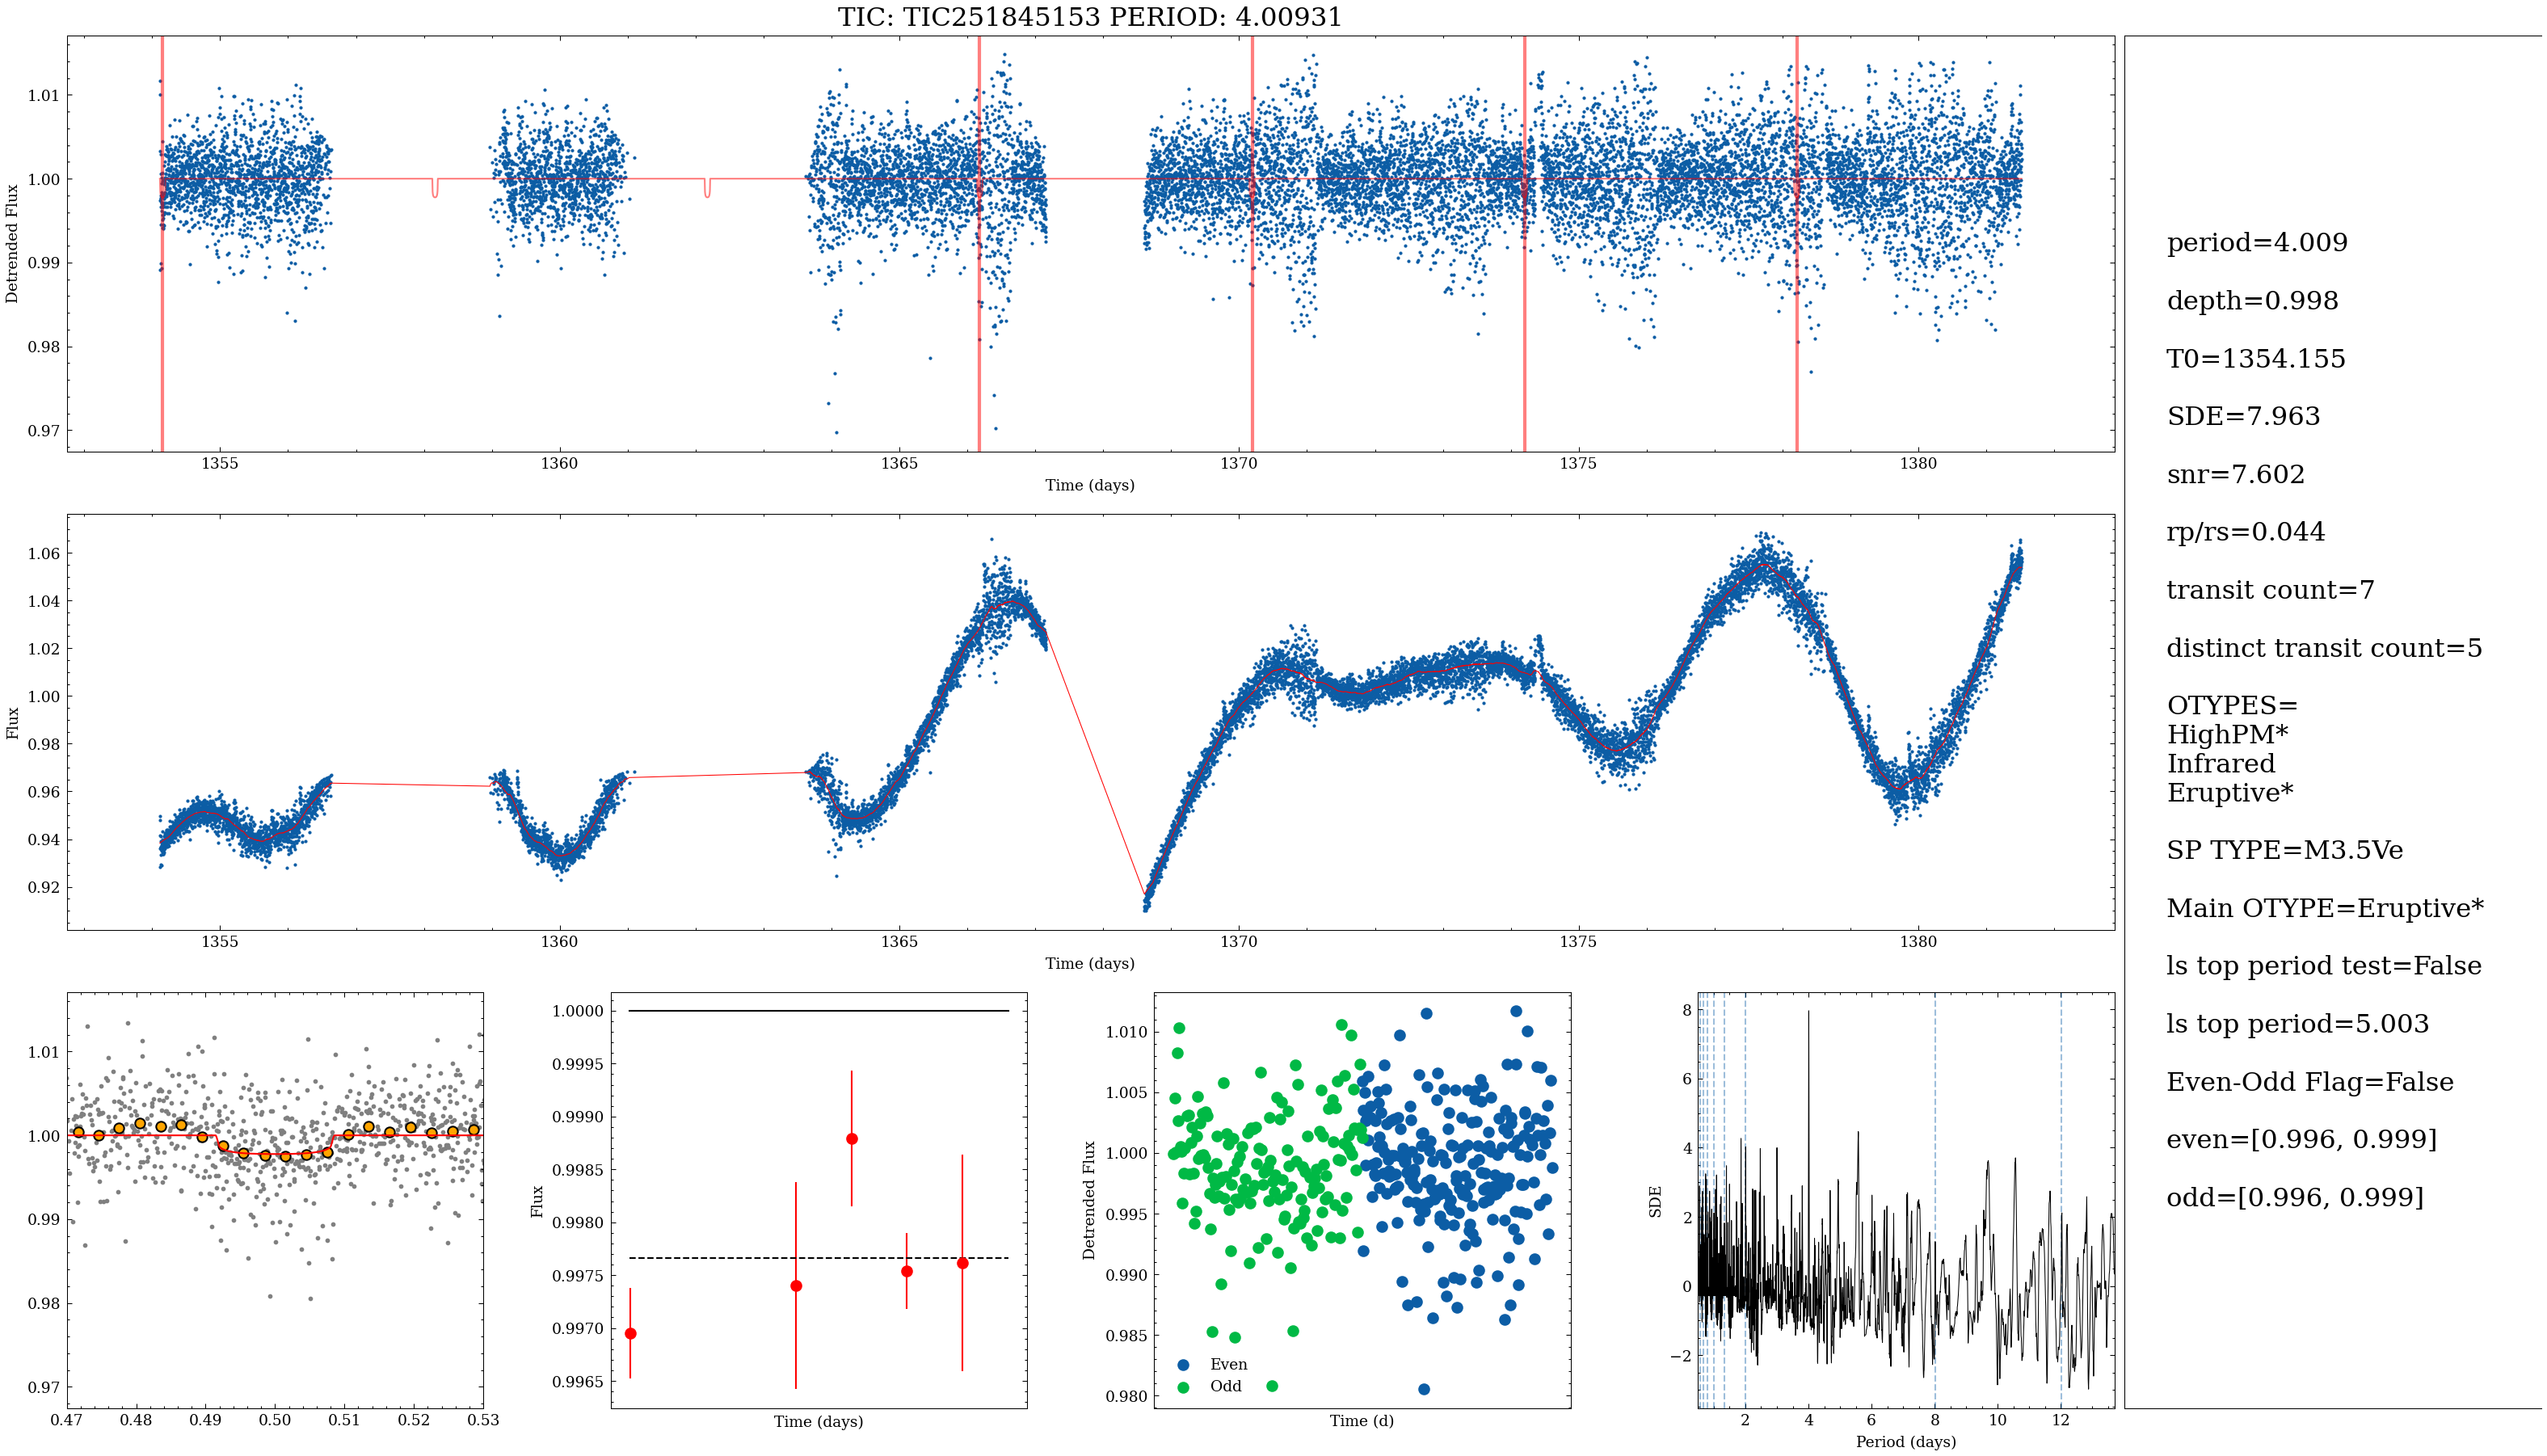 TIC: TIC251845153 PERIOD: 4.00931
Detrended Flux
1.01
1.00
0.99
0.98
0.97
1355
1360
1365
1370
1375
1380
Time (days)
Flux
1.06
1.04
1.02
1.00
0.98
0.96
0.94
0.92
1355
1360
1365
1370
1375
1380
Time (days)
1.01
1.00
0.99
0.98
0.97
0.47
0.48
0.49
0.50
0.51
0.52
0.53
Flux
1.0000
0.9995
0.9990
0.9985
0.9980
0.9975
0.9970
0.9965
Time (days)
Detrended Flux
1.010
1.005
1.000
0.995
0.990
0.985
0.980
Even
Odd
Time (d)
SDE
8
6
4
2
0
−2
2
4
6
8
10
12
Period (days)
period=4.009
depth=0.998
T0=1354.155
SDE=7.963
snr=7.602
rp/rs=0.044
transit count=7
distinct transit count=5
OTYPES=
HighPM*
Infrared
Eruptive*
SP TYPE=M3.5Ve
Main OTYPE=Eruptive*
ls top period test=False
ls top period=5.003
Even-Odd Flag=False
even=[0.996, 0.999]
odd=[0.996, 0.999]